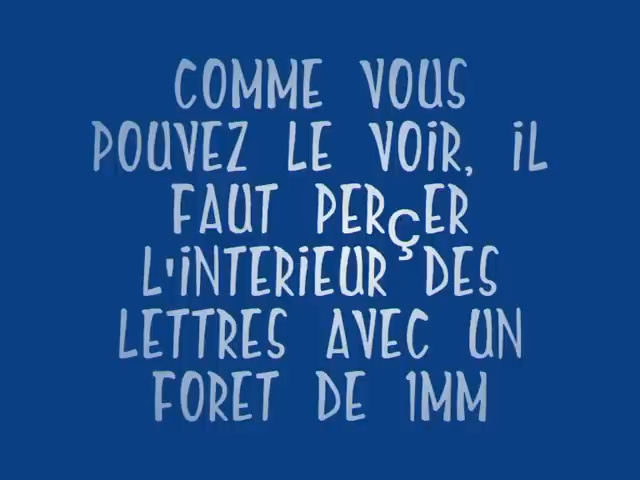 COMME VOUS
POUVEZ LE VOIR, IL
FAUT PERçER
L'INTERIEUR DES
LETTRES AVEC UN
FORET DE 1MM